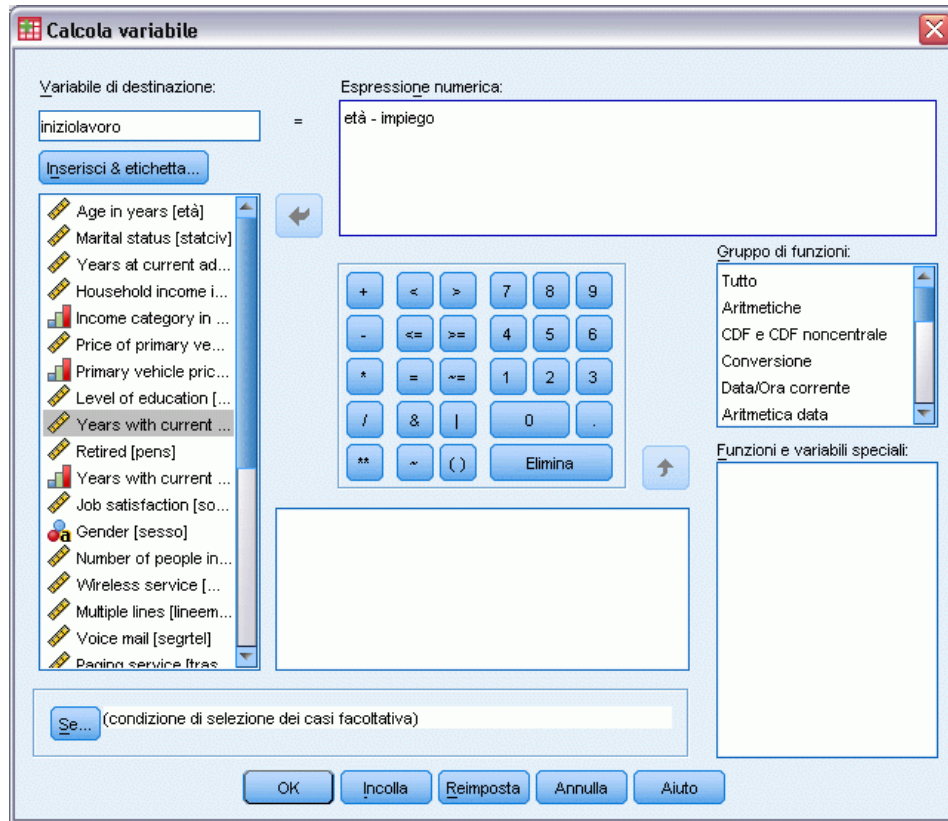 Calcola variabile
Variabile di destinazione:
iniziolavoro
=
Espressione numerica:
età - impiego
Inserisci & etichetta...
Age in years [età]
Marital status [statciv]
Years at current ad...
Household income i...
Income category in ...
Price of primary ve...
Primary vehicle pric...
Level of education [...
Years with current ...
Retired [pens]
Years with current ...
Job satisfaction [so...
Gender [sesso]
Number of people in...
Wireless service [...
Multiple lines [lineem...
Voice mail [segrtel]
Paging service [tras...
+ < > 7 8 9
- <= >= 4 5 6
* = ~= 1 2 3
/ & | 0 .
** ~ ( ) Elimina
Gruppo di funzioni:
Tutto
Aritmetiche
CDF e CDF noncentrale
Conversione
Data/Ora corrente
Aritmetica data
Funzioni e variabili speciali:
Se... (condizione di selezione dei casi facoltativa)
OK Incolla Reimposta Annulla Aiuto